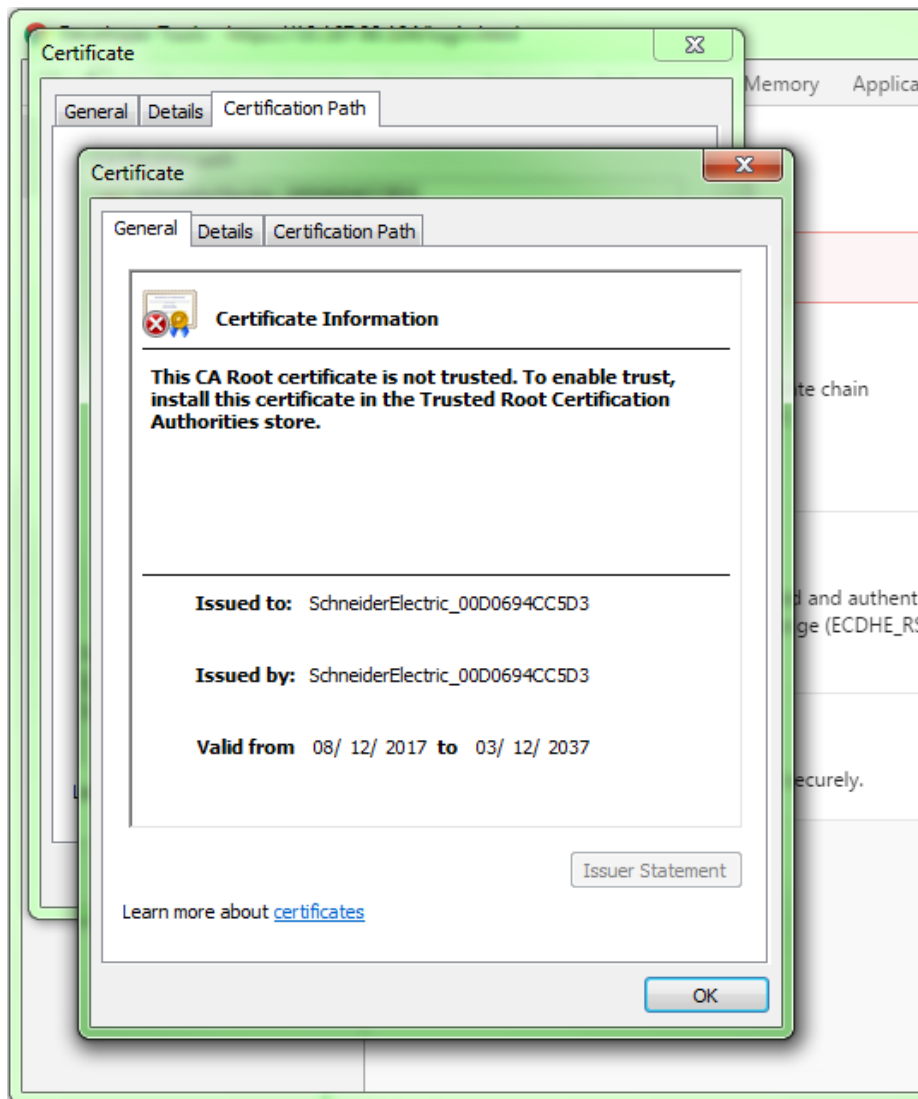 Certificate
Memory Applica
General Details Certification Path
Certificate
General Details Certification Path
Certificate Information
This CA Root certificate is not trusted. To enable trust,
install this certificate in the Trusted Root Certification
Authorities store.
te chain
Issued to: SchneiderElectric_00D0694CC5D3
d and authent
ge (ECDHE_RS
Issued by: SchneiderElectric_00D0694CC5D3
Valid from 08/ 12/ 2017 to 03/ 12/ 2037
ecurely.
Issuer Statement
Learn more about certificates
OK